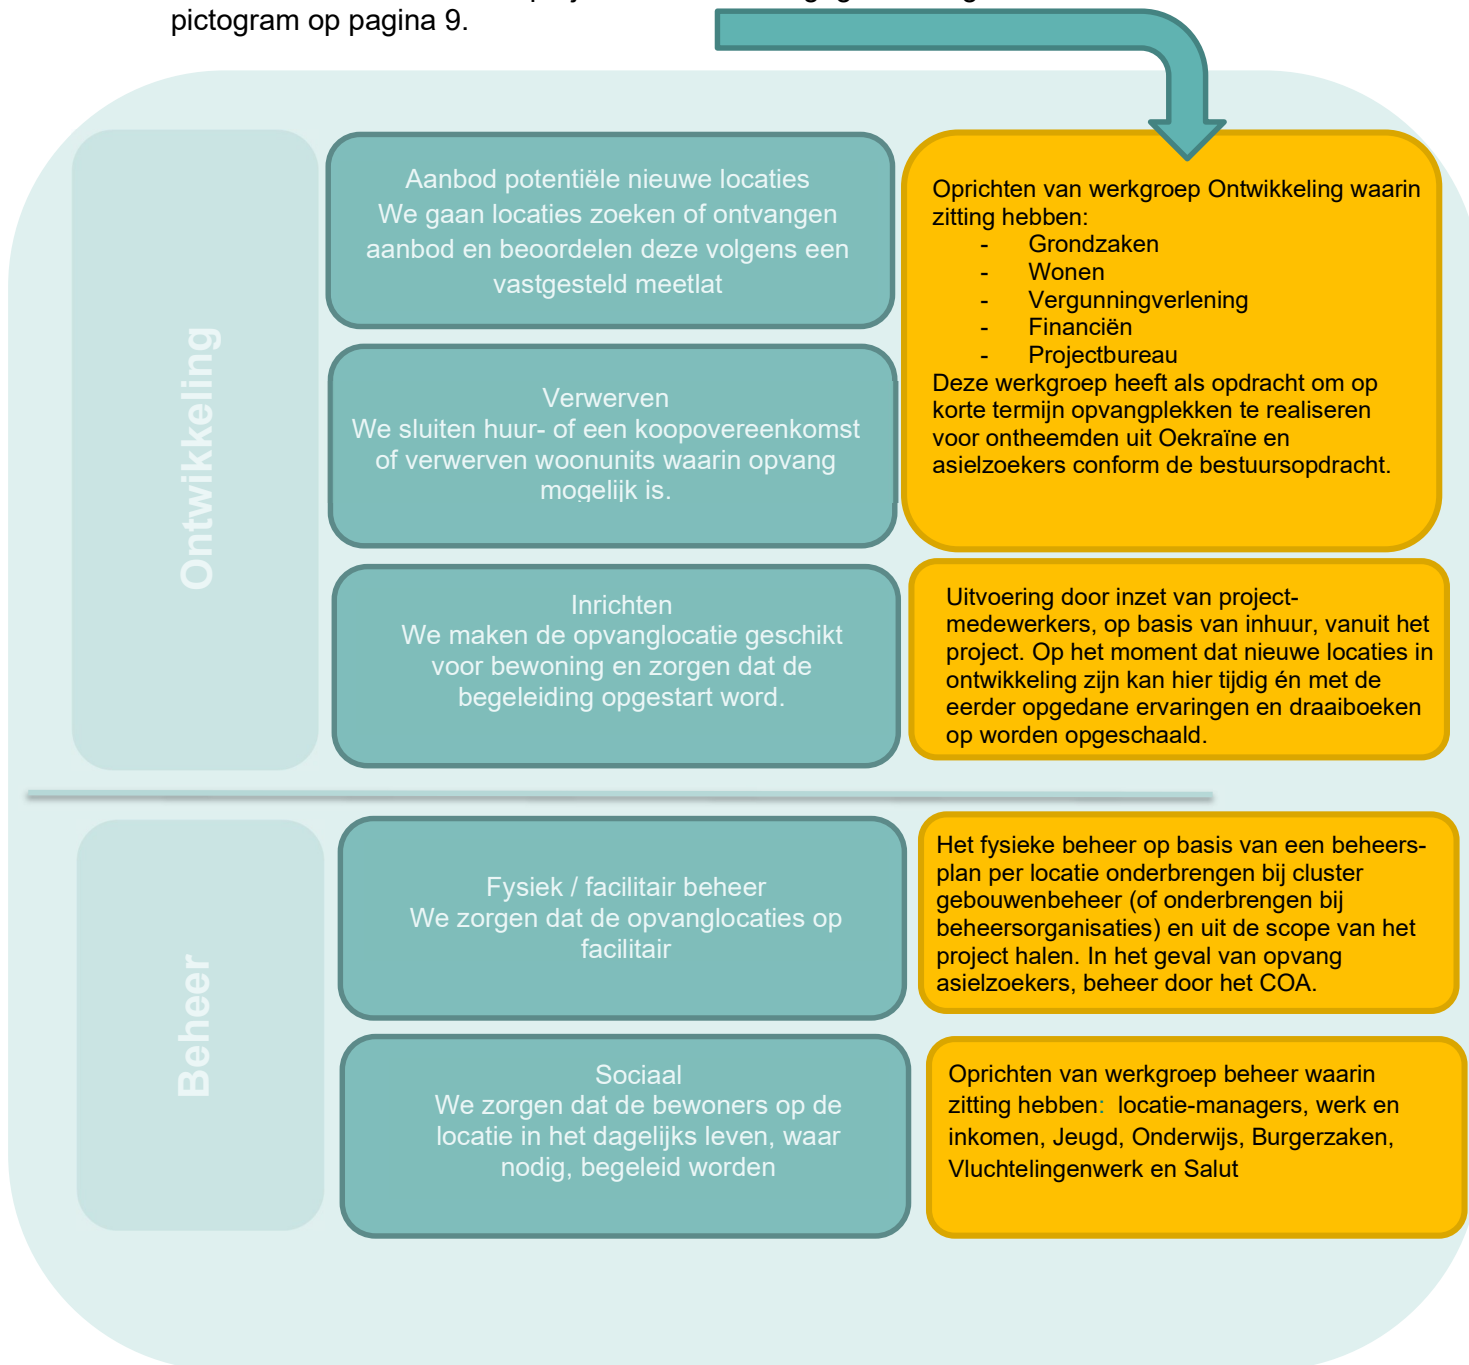 pictogram op pagina 9.
Ontwikkeling
Aanbod potentiële nieuwe locaties
We gaan locaties zoeken of ontvangen
aanbod en beoordelen deze volgens een
vastgesteld meetlat
Oprichten van werkgroep Ontwikkeling waarin
zitting hebben:
- Grondzaken
- Wonen
- Vergunningverlening
- Financiën
- Projectbureau
Deze werkgroep heeft als opdracht om op
korte termijn opvangplekken te realiseren
voor ontheemden uit Oekraïne en
asielzoekers conform de bestuursopdracht.
Verwerven
We sluiten huur- of een koopovereenkomst
of verwerven woonunits waarin opvang
mogelijk is.
Inrichten
We maken de opvanglocatie geschikt
voor bewoning en zorgen dat de
begeleiding opgestart word.
Uitvoering door inzet van project-
medewerkers, op basis van inhuur, vanuit het
project. Op het moment dat nieuwe locaties in
ontwikkeling zijn kan hier tijdig én met de
eerder opgedane ervaringen en draaiboeken
op worden opgeschaald.
Beheer
Fysiek / facilitair beheer
We zorgen dat de opvanglocaties op
facilitair
Het fysieke beheer op basis van een beheers-
plan per locatie onderbrengen bij cluster
gebouwenbeheer (of onderbrengen bij
beheersorganisaties) en uit de scope van het
project halen. In het geval van opvang
asielzoekers, beheer door het COA.
Sociaal
We zorgen dat de bewoners op de
locatie in het dagelijks leven, waar
nodig, begeleid worden
Oprichten van werkgroep beheer waarin
zitting hebben: locatie-managers, werk en
inkomen, Jeugd, Onderwijs, Burgerzaken,
Vluchtelingenwerk en Salut